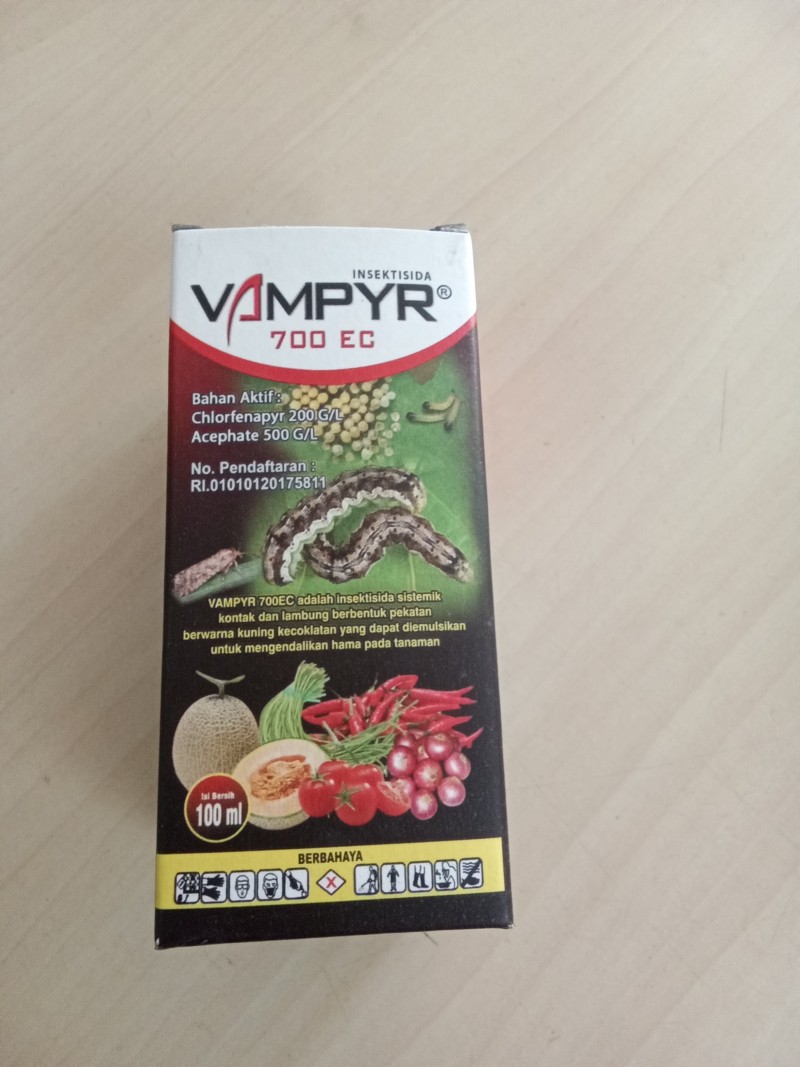 INSEKTISIDA
VAMPYR®
700 EC
Bahan Aktif :
Chlorfenapyr 200 G/L
Acephate 500 G/L
No. Pendaftaran :
RI.01010120175811
VAMPYR 700EC adalah insektisida sistemik
kontak dan lambung berbentuk pekatan
berwarna kuning kecoklatan yang dapat diemulsikan
untuk mengendalikan hama pada tanaman
Isi Bersih
100 ml
BERBAHAYA
X